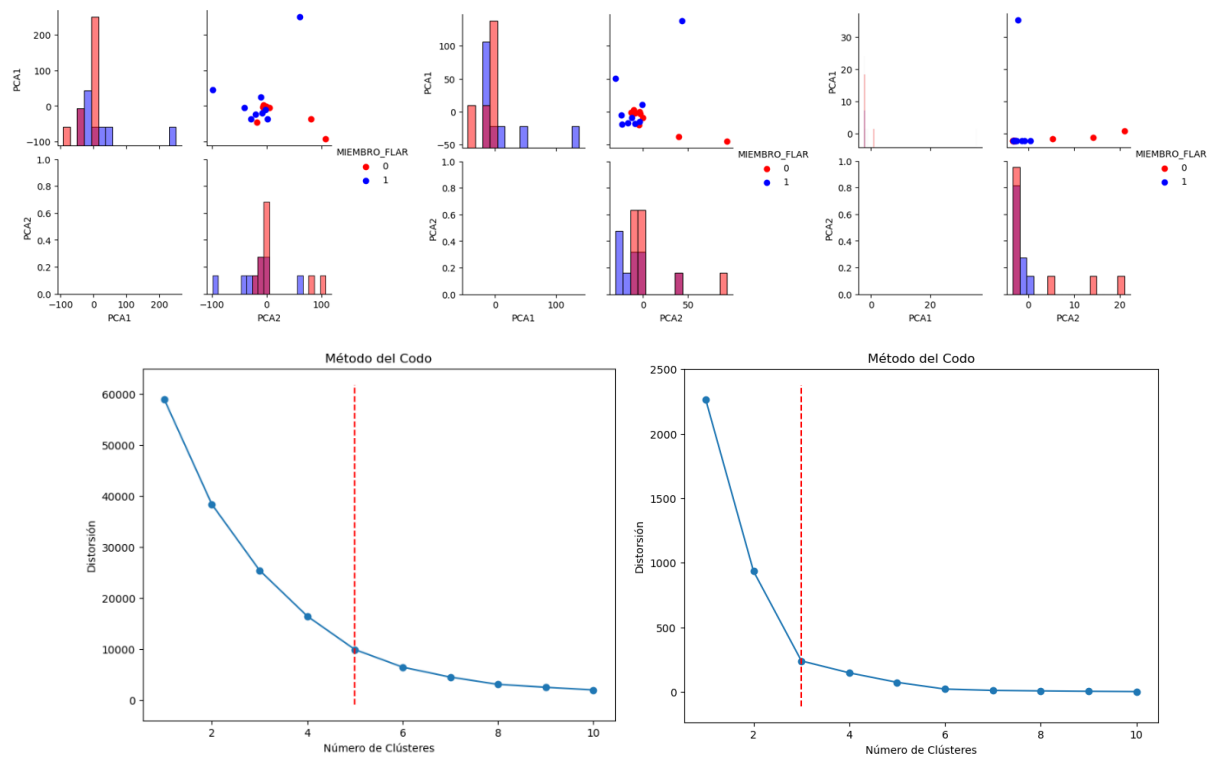 200
100
0
−100
PCA1
100
50
0
−50
PCA1
30
20
10
0
PCA1
MIEMBRO_FLAR
0
1
MIEMBRO_FLAR
0
1
MIEMBRO_FLAR
0
1
1.0
0.8
0.6
0.4
0.2
0.0
PCA2
−100 0 100 200
PCA1
−100 0 100
PCA2
1.0
0.8
0.6
0.4
0.2
0.0
PCA2
0 100
PCA1
0 50
PCA2
1.0
0.8
0.6
0.4
0.2
0.0
PCA2
0 20
PCA1
0 10 20
PCA2
Método del Codo
60000
50000
40000
30000
20000
10000
0
Distorsión
2 4 6 8 10
Número de Clústeres
Método del Codo
2500
2000
1500
1000
500
0
Distorsión
2 4 6 8 10
Número de Clústeres